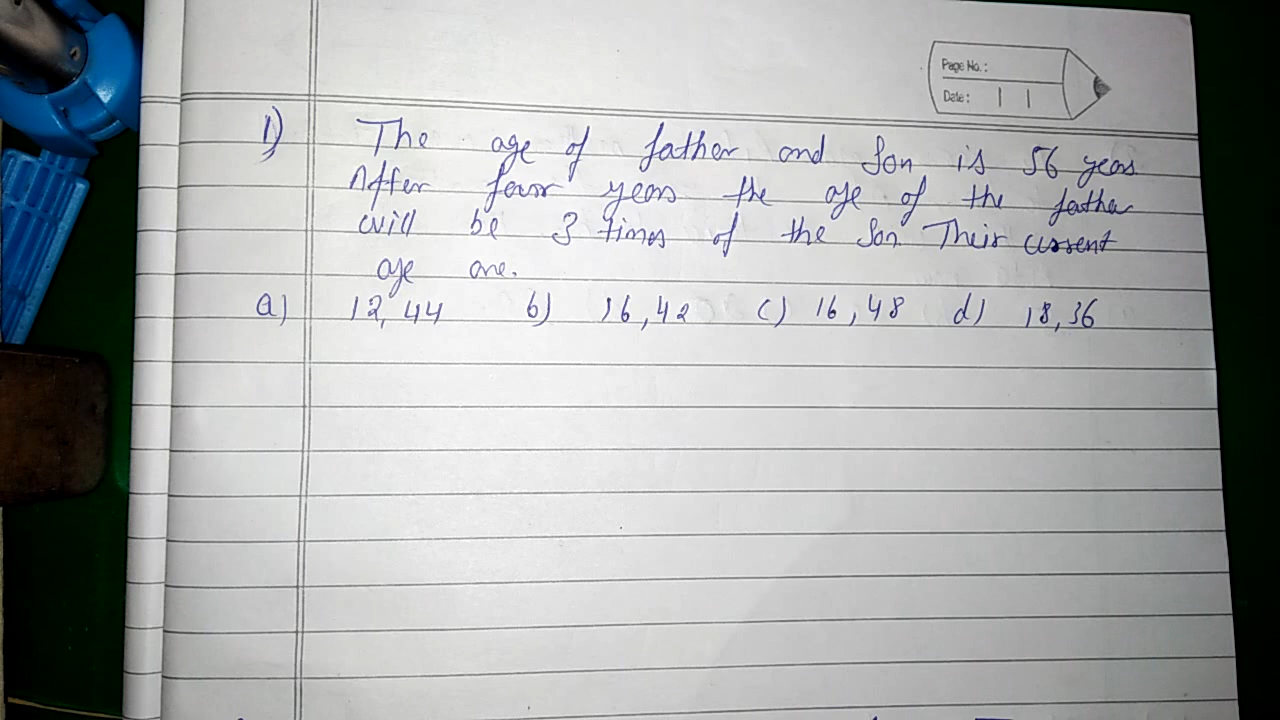 Page No.:
Date:
1) The age of father and Son is 56 years
After four years the age of the father
will be 3 times of the Son Their current
age are.
a) 12, 44 b) 16, 42 c) 16, 48 d) 18, 36